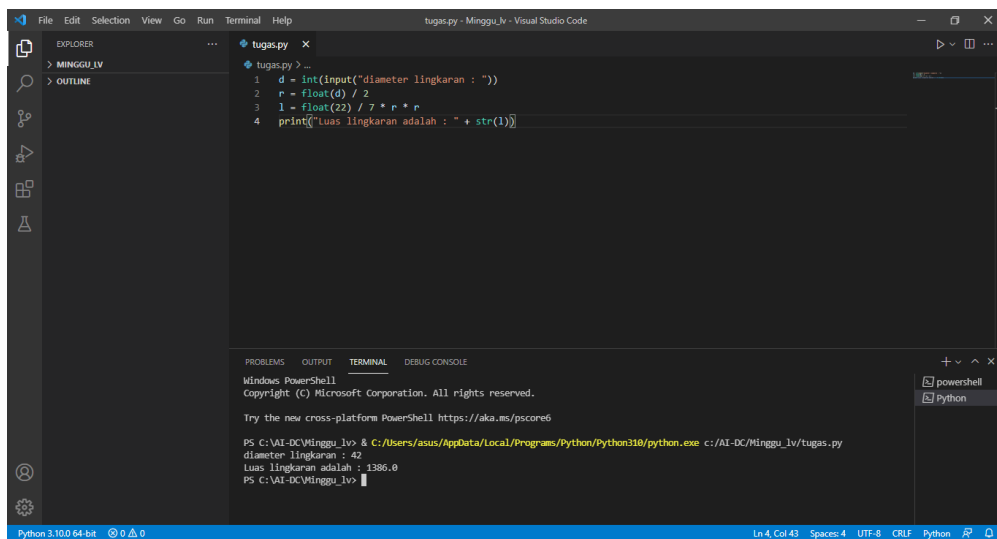 File Edit Selection View Go Run Terminal Help tugas.py - Minggu_lv - Visual Studio Code
EXPLORER ··· tugas.py
> MINGGU_LV tugas.py > ...
> OUTLINE
1 d = int(input("diameter lingkaran : "))
2 r = float(d) / 2
3 l = float(22) / 7 * r * r
4 print("Luas lingkaran adalah : " + str(l))
PROBLEMS OUTPUT TERMINAL DEBUG CONSOLE
Windows PowerShell
Copyright (C) Microsoft Corporation. All rights reserved.
Try the new cross-platform PowerShell https://aka.ms/pscore6
PS C:\AI-DC\Minggu_lv> & C:/Users/asus/AppData/Local/Programs/Python/Python310/python.exe c:/AI-DC/Minggu_lv/tugas.py
diameter lingkaran : 42
Luas lingkaran adalah : 1386.0
PS C:\AI-DC\Minggu_lv>
powershell
Python
Python 3.10.0 64-bit 0 0 Ln 4, Col 43 Spaces: 4 UTF-8 CRLF Python